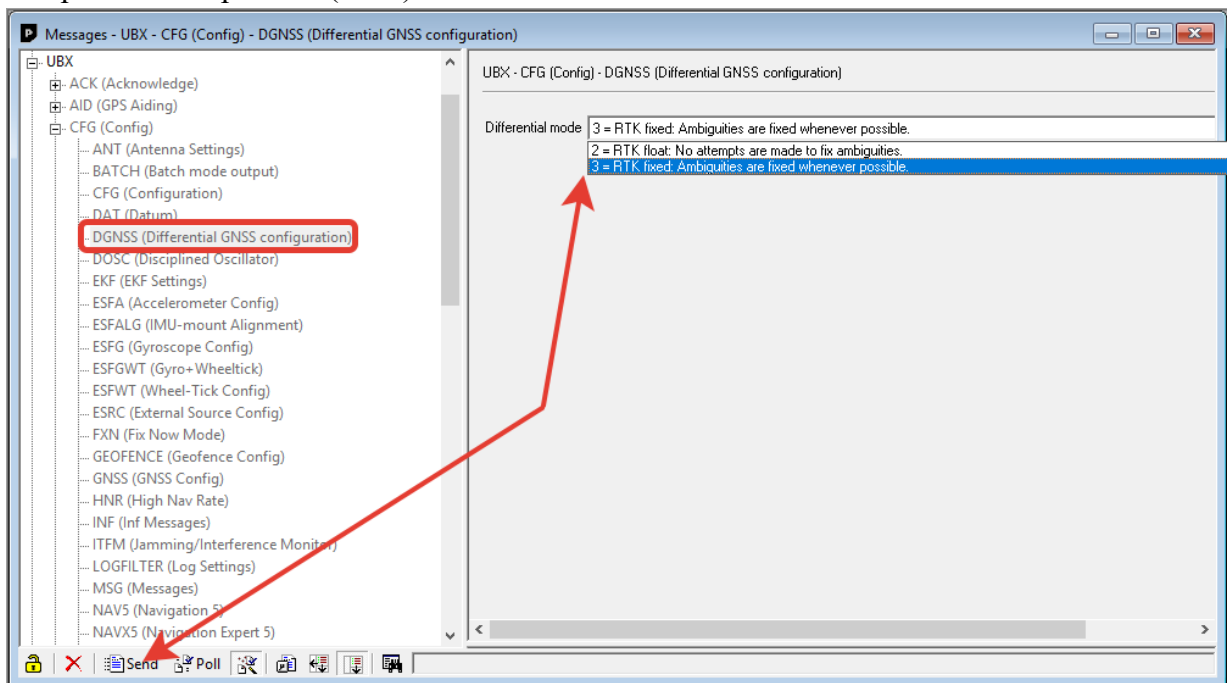 Messages - UBX - CFG (Config) - DGNSS (Differential GNSS configuration)
UBX
ACK (Acknowledge)
AID (GPS Aiding)
CFG (Config)
ANT (Antenna Settings)
BATCH (Batch mode output)
CFG (Configuration)
DAT (Datum)
DGNSS (Differential GNSS configuration)
DOSC (Disciplined Oscillator)
EKF (EKF Settings)
ESFA (Accelerometer Config)
ESFALG (IMU-mount Alignment)
ESFG (Gyroscope Config)
ESFGWT (Gyro+Wheeltick)
ESFWT (Wheel-Tick Config)
ESRC (External Source Config)
FXN (Fix Now Mode)
GEOFENCE (Geofence Config)
GNSS (GNSS Config)
HNR (High Nav Rate)
INF (Inf Messages)
ITFM (Jamming/Interference Monitor)
LOGFILTER (Log Settings)
MSG (Messages)
NAV5 (Navigation 5)
NAVX5 (Navigation Expert 5)
UBX - CFG (Config) - DGNSS (Differential GNSS configuration)
Differential mode 3 = RTK fixed: Ambiguities are fixed whenever possible.
2 = RTK float: No attempts are made to fix ambiguities.
3 = RTK fixed: Ambiguities are fixed whenever possible.
Send Poll